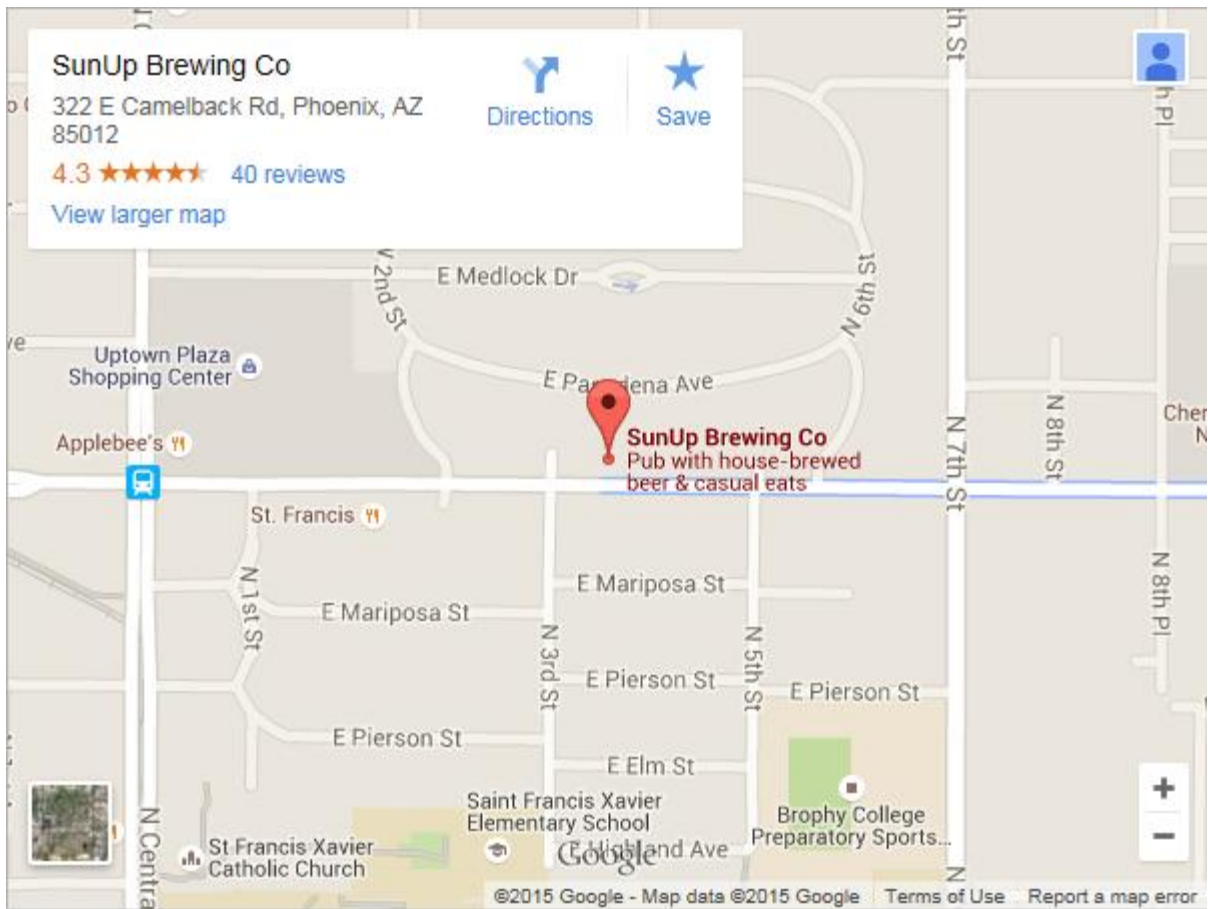 SunUp Brewing Co
322 E Camelback Rd, Phoenix, AZ
85012
4.3
40 reviews
View larger map
Directions
Save
E Medlock Dr
N 6th St
Uptown Plaza
Shopping Center
E Pasadena Ave
Applebee's
SunUp Brewing Co
Pub with house-brewed
beer & casual eats
N 7th St
N 8th St
St. Francis
N 1st St
E Mariposa St
E Mariposa St
N 3rd St
N 5th St
N 8th Pl
E Pierson St
E Pierson St
E Pierson St
E Elm St
Saint Francis Xavier
Elementary School
Brophy College
Preparatory Sports...
St Francis Xavier
Catholic Church
E Highland Ave
Google
N Centra
+
−
©2015 Google - Map data ©2015 Google
Terms of Use
Report a map error